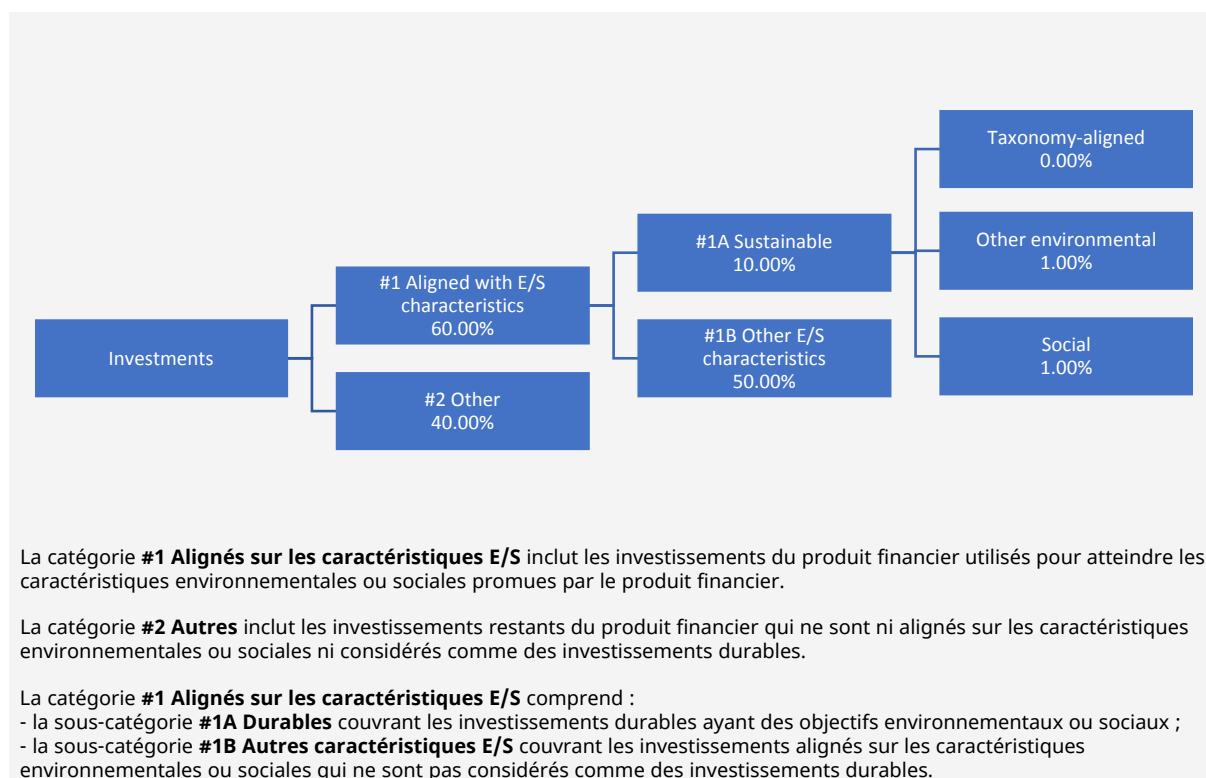 Investments
#1 Aligned with E/S
characteristics
60.00%
#2 Other
40.00%
#1A Sustainable
10.00%
#1B Other E/S
characteristics
50.00%
Taxonomy-aligned
0.00%
Other environmental
1.00%
Social
1.00%
La catégorie #1 Alignés sur les caractéristiques E/S inclut les investissements du produit financier utilisés pour atteindre les
caractéristiques environnementales ou sociales promues par le produit financier.
La catégorie #2 Autres inclut les investissements restants du produit financier qui ne sont ni alignés sur les caractéristiques
environnementales ou sociales ni considérés comme des investissements durables.
La catégorie #1 Alignés sur les caractéristiques E/S comprend :
- la sous-catégorie #1A Durables couvrant les investissements durables ayant des objectifs environnementaux ou sociaux ;
- la sous-catégorie #1B Autres caractéristiques E/S couvrant les investissements alignés sur les caractéristiques
environnementales ou sociales qui ne sont pas considérés comme des investissements durables.